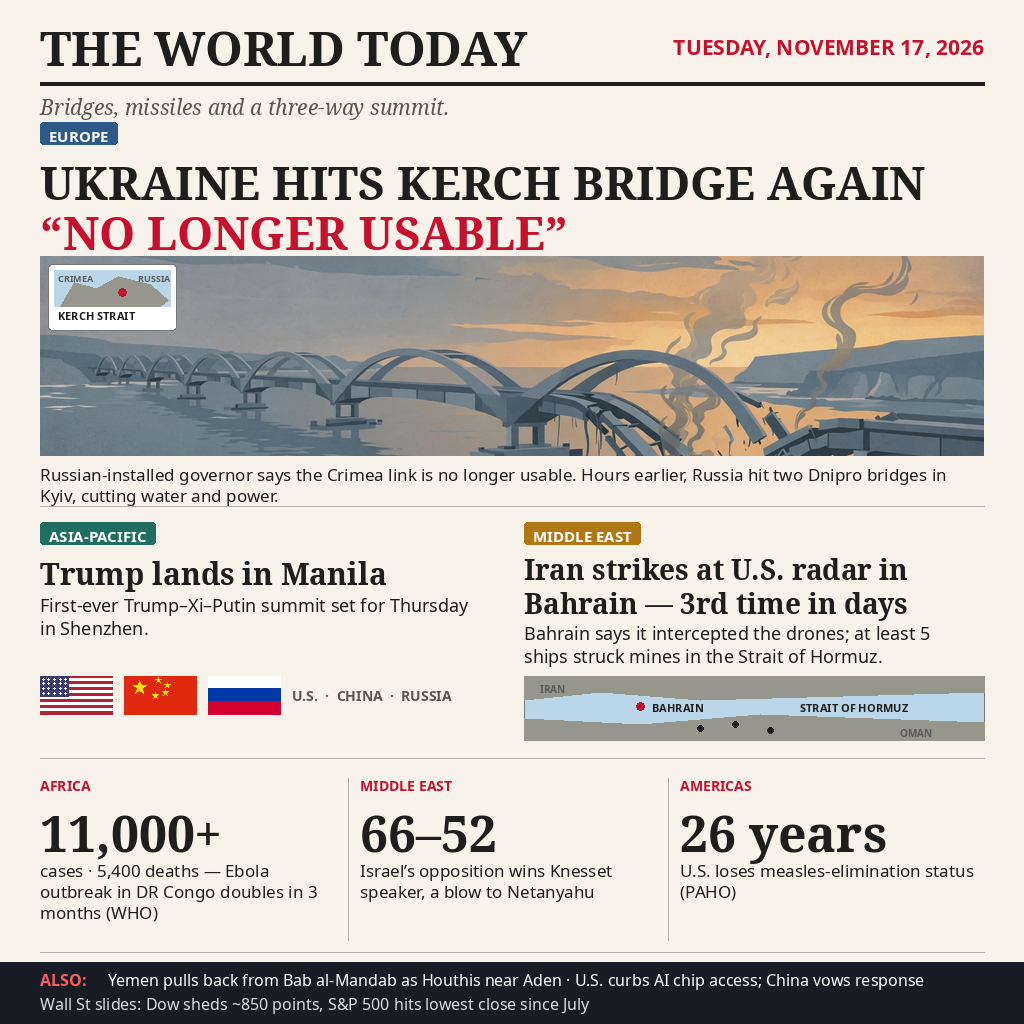 THE WORLD TODAY
TUESDAY, NOVEMBER 17, 2026
Bridges, missiles and a three-way summit.
EUROPE
UKRAINE HITS KERCH BRIDGE AGAIN
“NO LONGER USABLE”
CRIMEA
RUSSIA
KERCH STRAIT
Russian-installed governor says the Crimea link is no longer usable. Hours earlier, Russia hit two Dnipro bridges in
Kyiv, cutting water and power.
ASIA-PACIFIC
Trump lands in Manila
First-ever Trump–Xi–Putin summit set for Thursday
in Shenzhen.
U.S. · CHINA · RUSSIA
MIDDLE EAST
Iran strikes at U.S. radar in
Bahrain — 3rd time in days
Bahrain says it intercepted the drones; at least 5
ships struck mines in the Strait of Hormuz.
IRAN
BAHRAIN
STRAIT OF HORMUZ
OMAN
AFRICA
11,000+
cases · 5,400 deaths — Ebola
outbreak in DR Congo doubles in 3
months (WHO)
MIDDLE EAST
66–52
Israel’s opposition wins Knesset
speaker, a blow to Netanyahu
AMERICAS
26 years
U.S. loses measles-elimination status
(PAHO)
ALSO: Yemen pulls back from Bab al-Mandab as Houthis near Aden · U.S. curbs AI chip access; China vows response
Wall St slides: Dow sheds ~850 points, S&P 500 hits lowest close since July